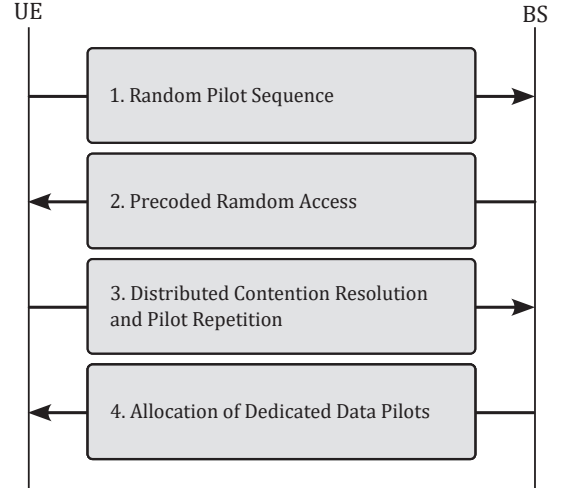 UE BS
1. Random Pilot Sequence
2. Precoded Ramdom Access
3. Distributed Contention Resolution
and Pilot Repetition
4. Allocation of Dedicated Data Pilots